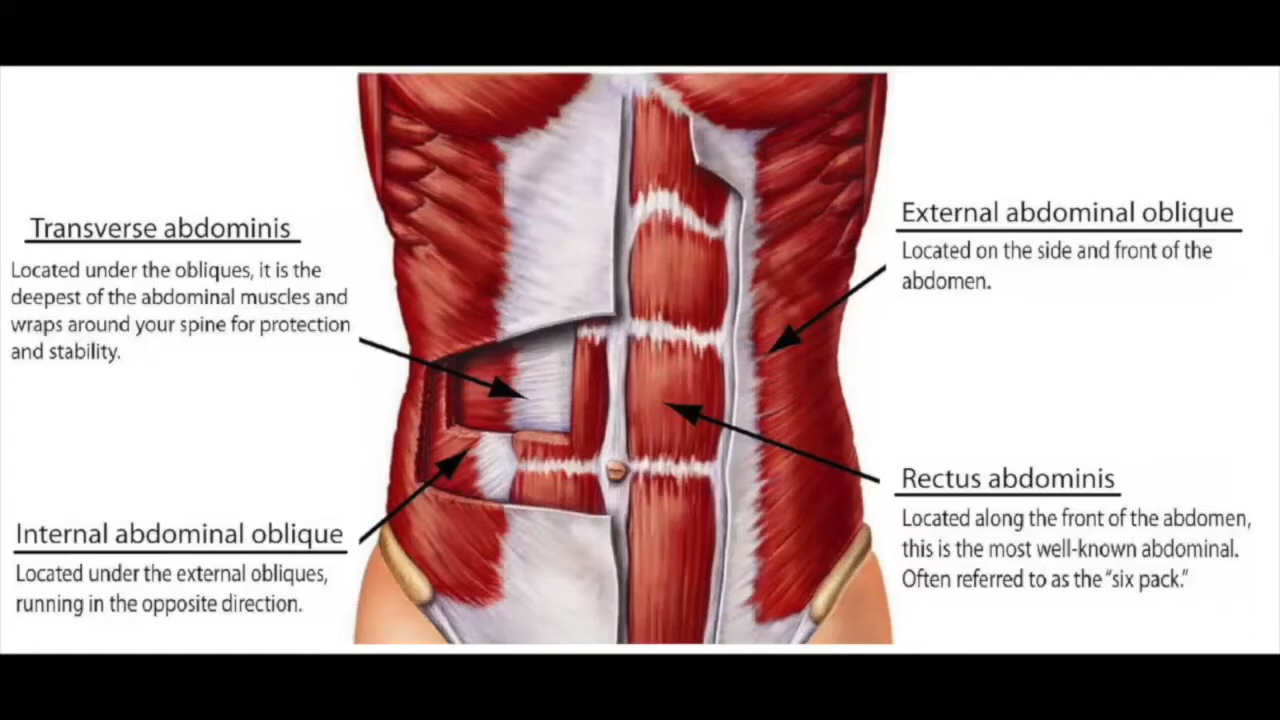 Transverse abdominis
Located under the obliques, it is the
deepest of the abdominal muscles and
wraps around your spine for protection
and stability.
Internal abdominal oblique
Located under the external obliques,
running in the opposite direction.
External abdominal oblique
Located on the side and front of the
abdomen.
Rectus abdominis
Located along the front of the abdomen,
this is the most well-known abdominal.
Often referred to as the “six pack.”